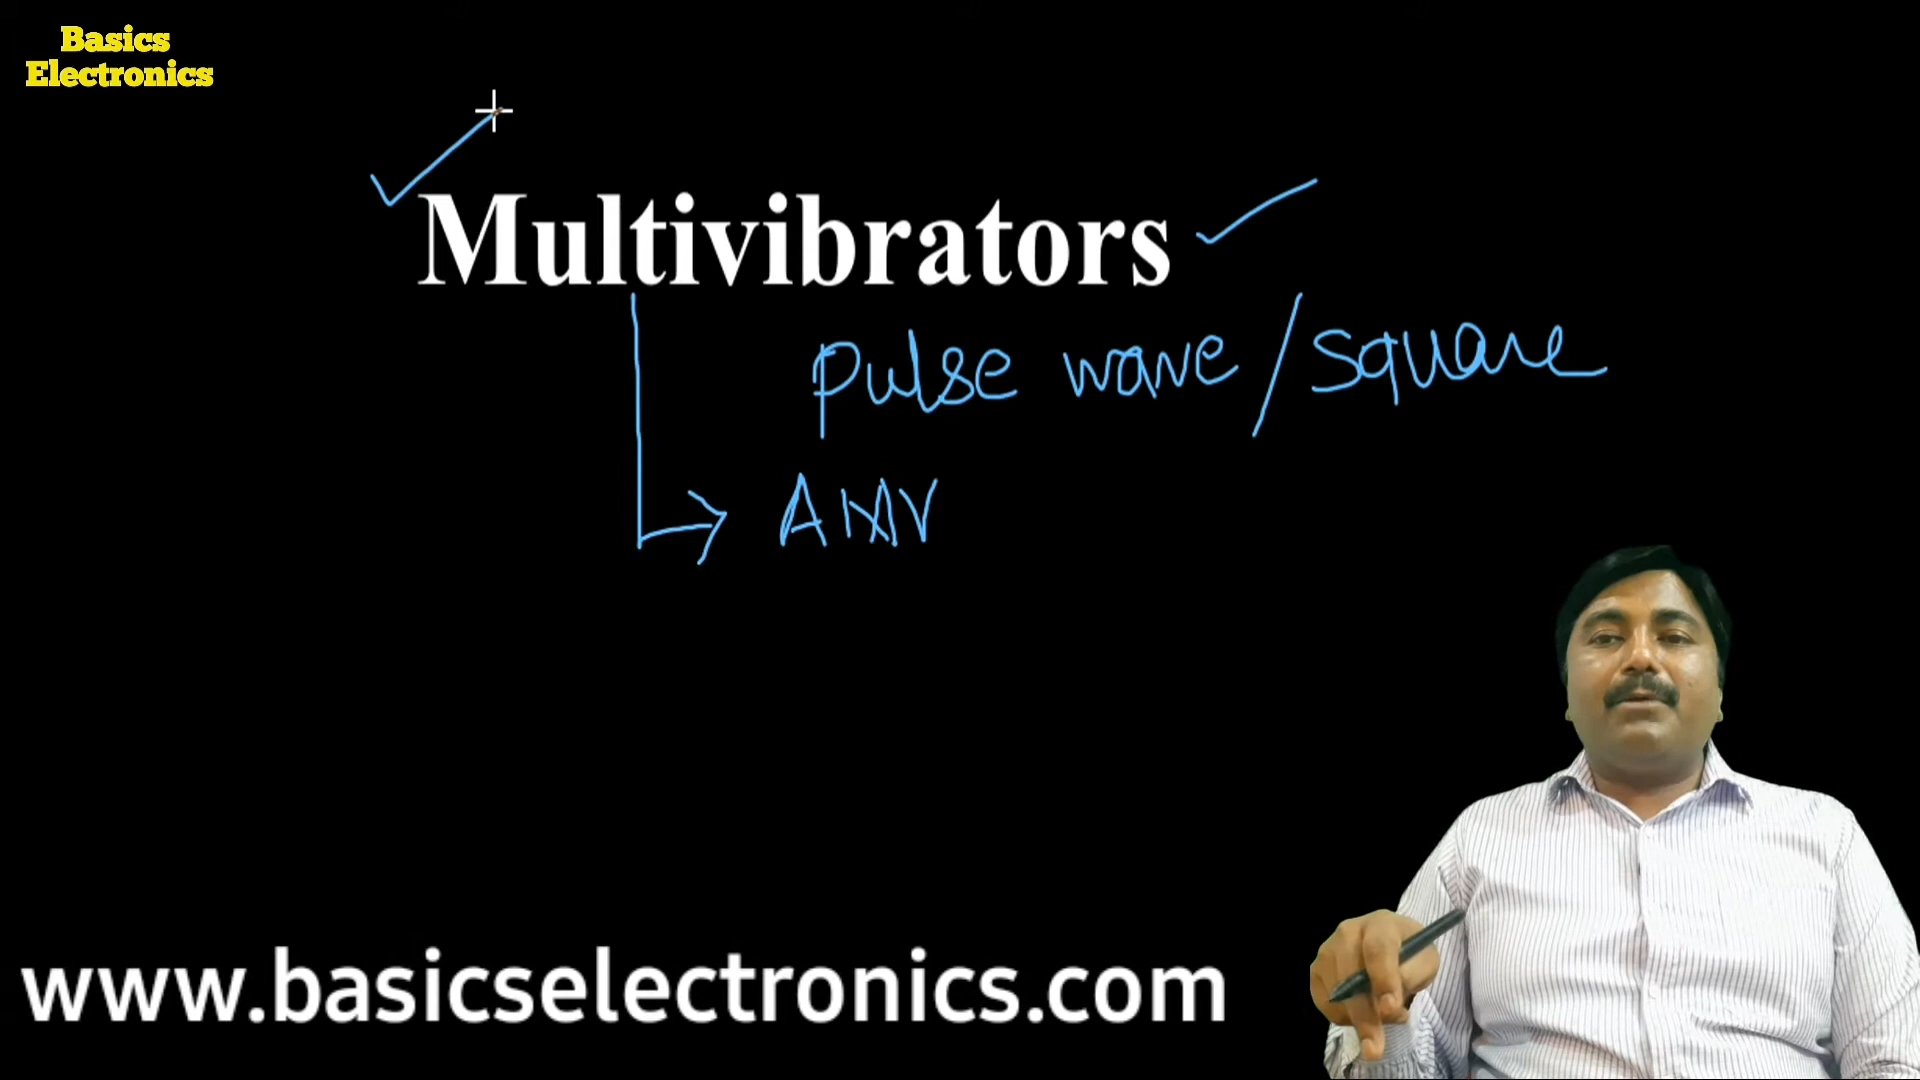 Basics
Electronics
Multivibrators
pulse wave/square
AMV
www.basicselectronics.com